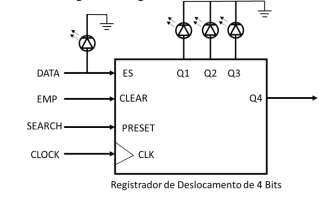 DATA
ES
Q1 Q2 Q3
EMP
CLEAR
Q4
SEARCH
PRESET
CLOCK
CLK
Registrador de Deslocamento de 4 Bits